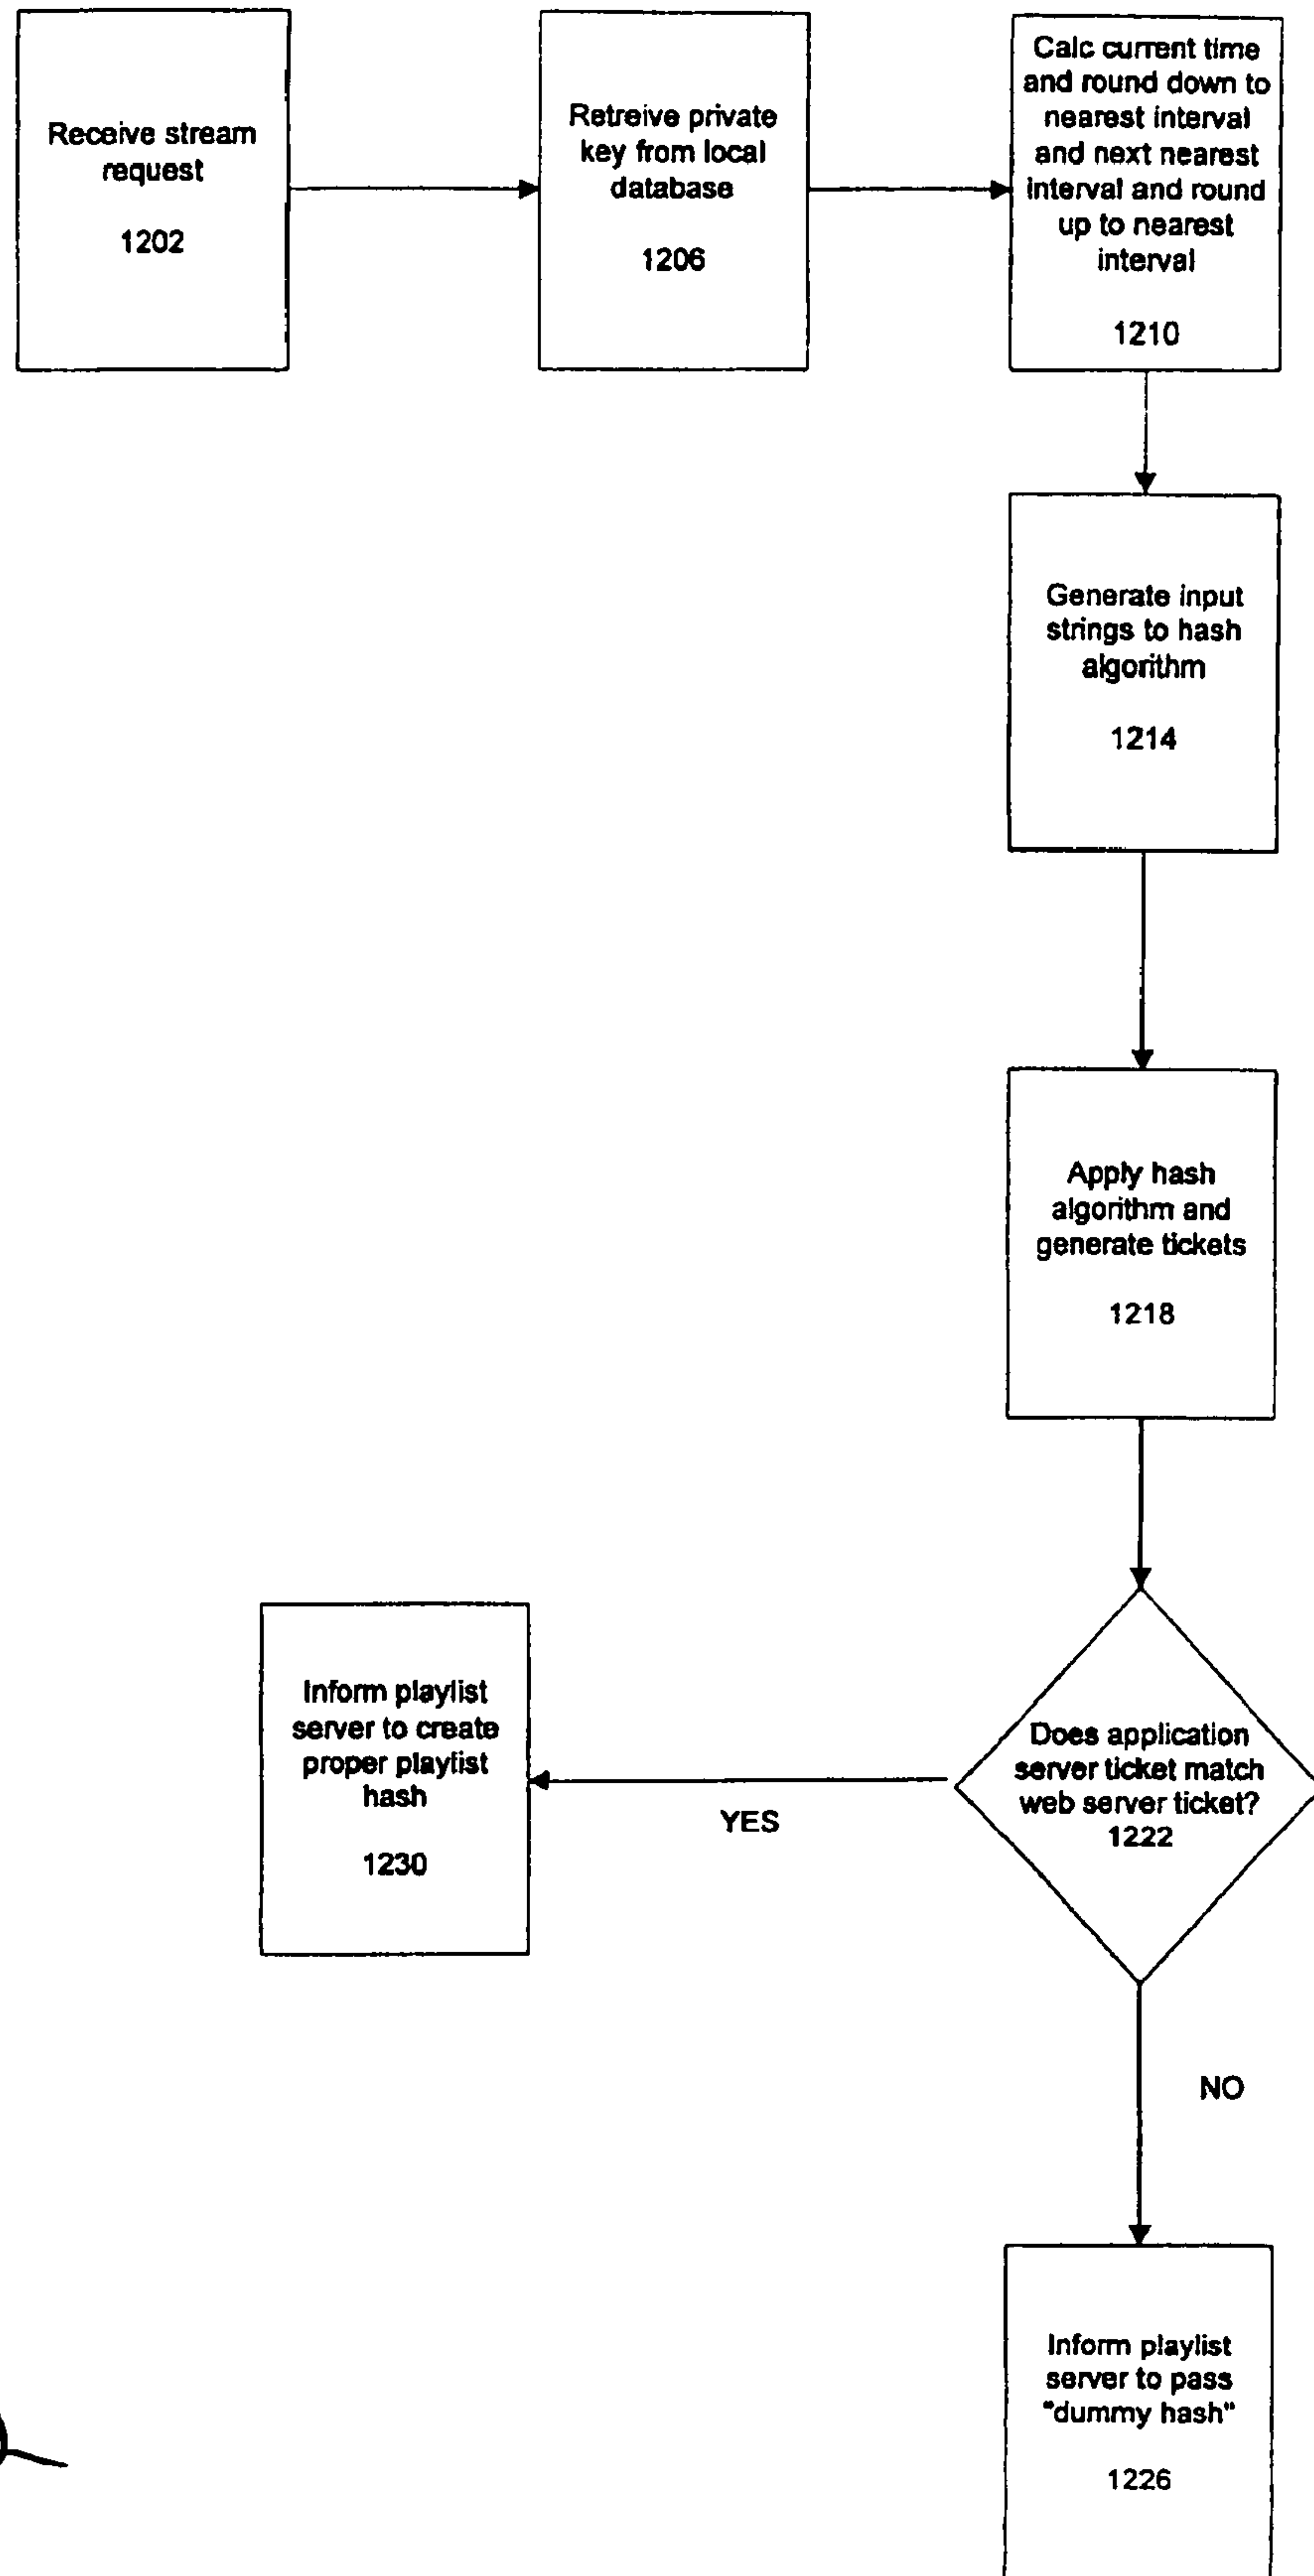 Receive stream
request
1202
Retreive private
key from local
database
1206
Calc current time
and round down to
nearest interval
and next nearest
interval and round
up to nearest
interval
1210
Generate input
strings to hash
algorithm
1214
Apply hash
algorithm and
generate tickets
1218
Does application
server ticket match
web server ticket?
1222
YES
Inform playlist
server to create
proper playlist
hash
1230
NO
Inform playlist
server to pass
"dummy hash"
1226